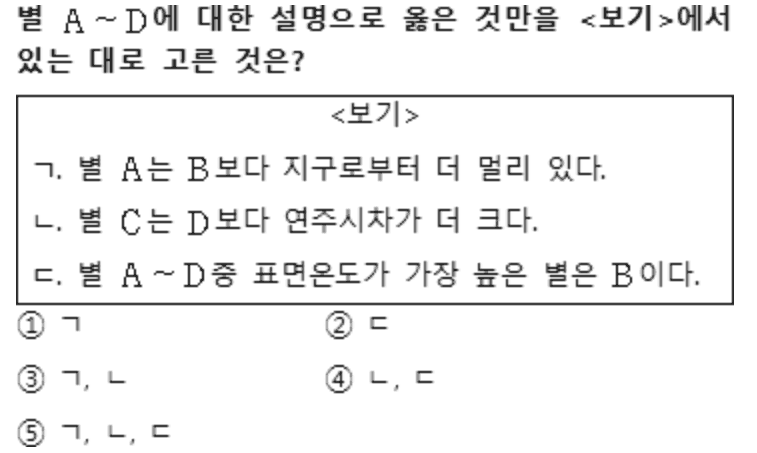 별 A ~ D에 대한 설명으로 옳은 것만을 <보기>에서
있는 대로 고른 것은?
<보기>
ㄱ. 별 A는 B보다 지구로부터 더 멀리 있다.
ㄴ. 별 C는 D보다 연주시차가 더 크다.
ㄷ. 별 A ~ D중 표면온도가 가장 높은 별은 B이다.
① ㄱ ② ㄷ
③ ㄱ, ㄴ ④ ㄴ, ㄷ
⑤ ㄱ, ㄴ, ㄷ